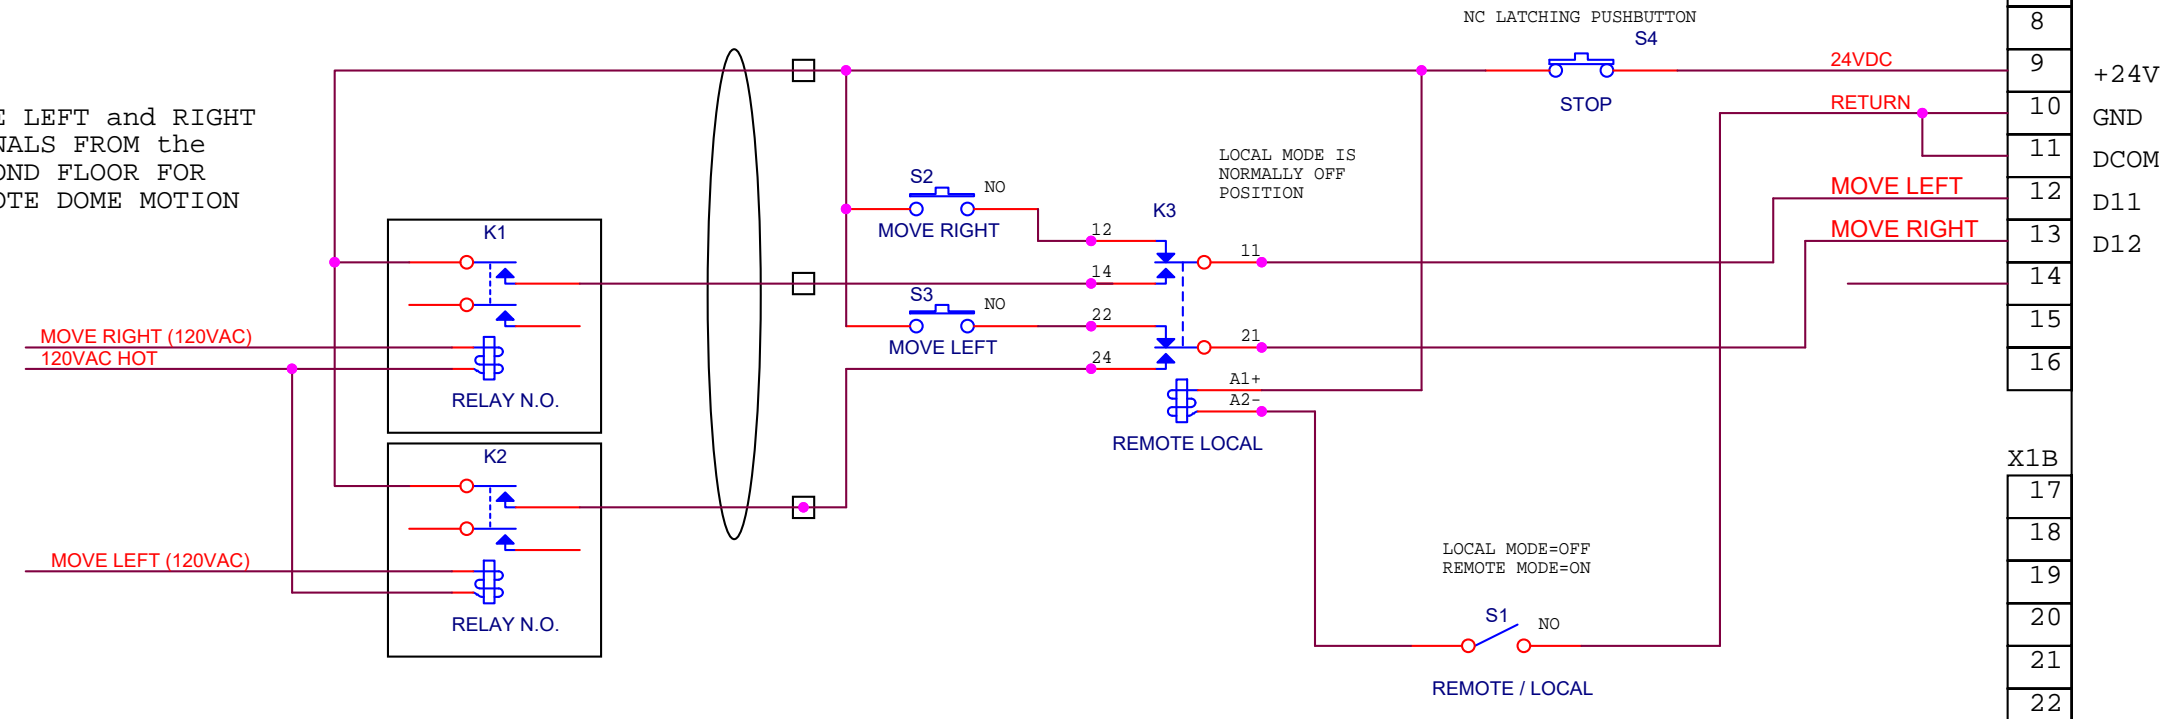 NC LATCHING PUSHBUTTON
S4
STOP
24VDC
RETURN
MOVE LEFT
MOVE RIGHT
8
9
10
11
12
13
14
15
16
+24V
GND
DCOM
D11
D12
X1B
17
18
19
20
21
22
E LEFT and RIGHT
NALS FROM the
OND FLOOR FOR
OTE DOME MOTION
MOVE RIGHT (120VAC)
120VAC HOT
MOVE LEFT (120VAC)
K1
RELAY N.O.
K2
RELAY N.O.
S2
NO
MOVE RIGHT
S3
NO
MOVE LEFT
LOCAL MODE IS
NORMALLY OFF
POSITION
K3
12
11
14
22
21
24
A1+
A2-
REMOTE LOCAL
LOCAL MODE=OFF
REMOTE MODE=ON
S1
NO
REMOTE / LOCAL